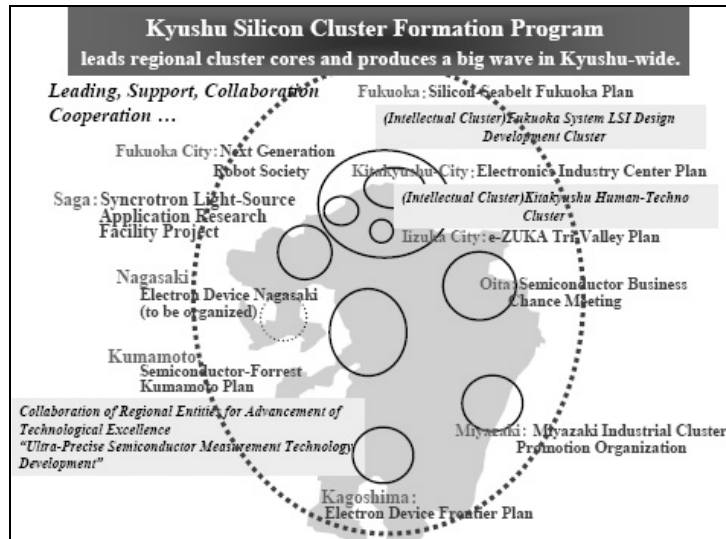 Kyushu Silicon Cluster Formation Program
leads regional cluster cores and produces a big wave in Kyushu-wide.
Leading, Support, Collaboration
Cooperation …
Fukuoka : Silicon Seabelt Fukuoka Plan
(Intellectual Cluster)Fukuoka System LSI Design
Development Cluster
Fukuoka City : Next Generation
Robot Society
Kitakyushu-City : Electronics Industry Center Plan
(Intellectual Cluster)Kitakyushu Human-Techno
Cluster
Saga : Syncrotron Light-Source
Application Research
Facility Project
Iizuka City : e-ZUKA Tri-Valley Plan
Nagasaki
Electron Device Nagasaki
(to be organized)
Oita : Semiconductor Business
Chance Meeting
Kumamoto
Semiconductor-Forrest
Kumamoto Plan
Collaboration of Regional Entities for Advancement of
Technological Excellence
“Ultra-Precise Semiconductor Measurement Technology
Development”
Miyazaki : Miyazaki Industrial Cluster
Promotion Organization
Kagoshima :
Electron Device Frontier Plan